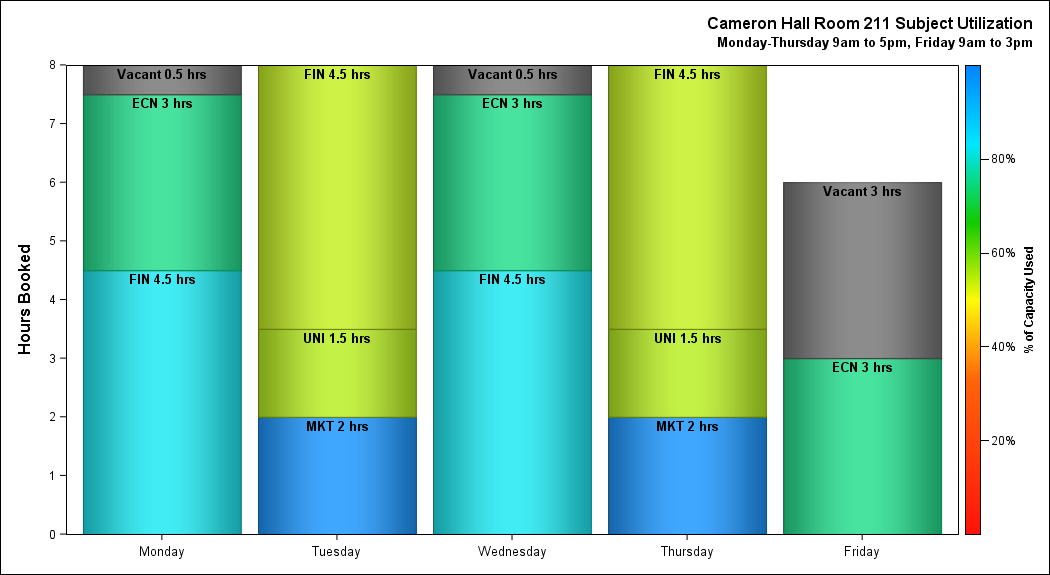 Cameron Hall Room 211 Subject Utilization
Monday-Thursday 9am to 5pm, Friday 9am to 3pm
Hours Booked
8
7
6
5
4
3
2
1
0
Vacant 0.5 hrs
ECN 3 hrs
FIN 4.5 hrs
FIN 4.5 hrs
UNI 1.5 hrs
MKT 2 hrs
Vacant 0.5 hrs
ECN 3 hrs
FIN 4.5 hrs
FIN 4.5 hrs
UNI 1.5 hrs
MKT 2 hrs
Vacant 3 hrs
ECN 3 hrs
Monday
Tuesday
Wednesday
Thursday
Friday
80%
60%
40%
20%
% of Capacity Used